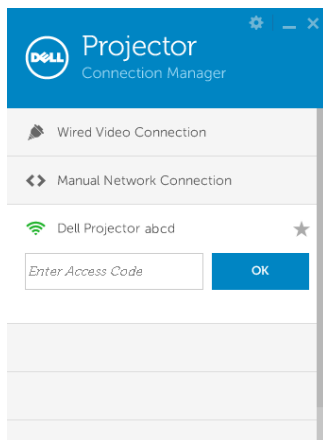 DELL
Projector
Connection Manager
Wired Video Connection
Manual Network Connection
Dell Projector abcd
Enter Access Code
OK